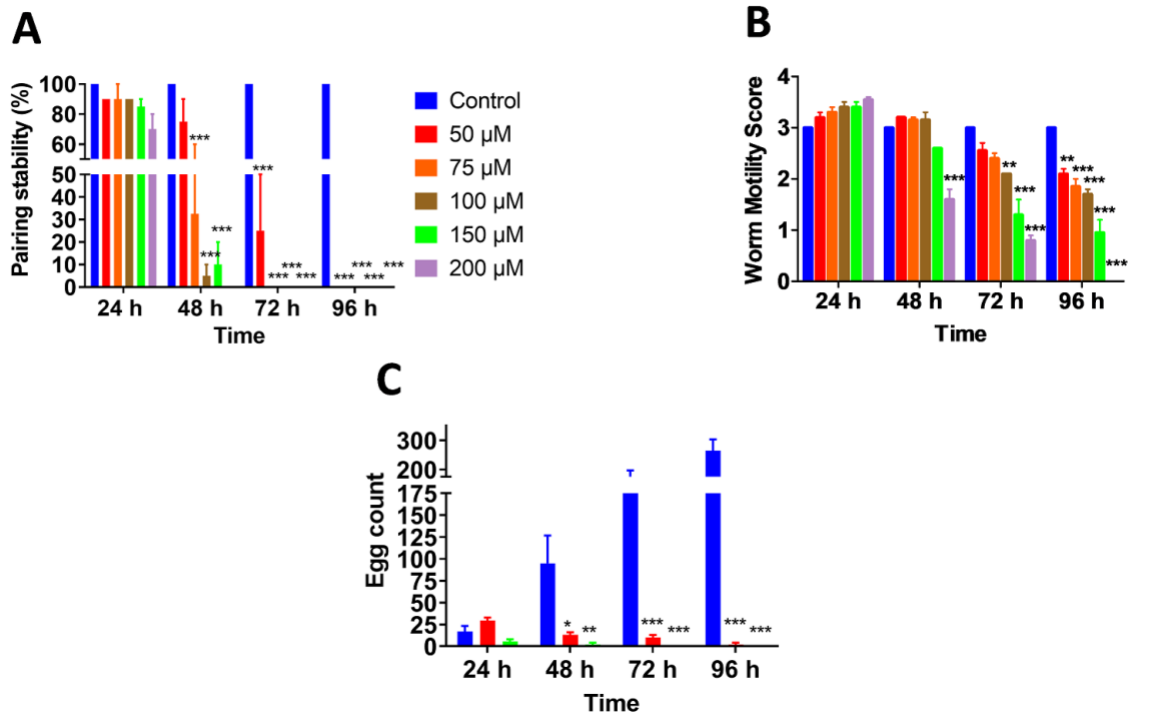 A
B
Pairing stability (%)
100
80
60
50
40
30
20
10
0
***
***
***
***
***
*** ***
***
*** ***
*** ***
24 h 48 h 72 h 96 h
Time
Control
50 µM
75 µM
100 µM
150 µM
200 µM
Worm Motility Score
4
3
2
1
0
***
**
***
***
**
***
***
***
***
24 h 48 h 72 h 96 h
Time
C
Egg count
300
200
175
150
125
100
75
50
25
0
* **
*** ***
*** ***
24 h 48 h 72 h 96 h
Time